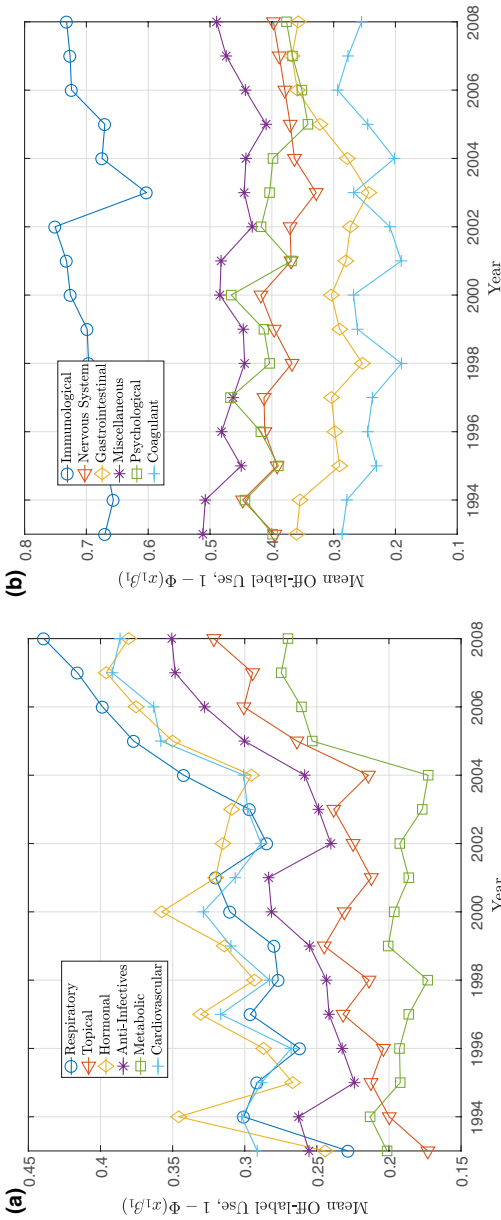 (a)
0.45
0.4
0.35
0.3
0.25
0.2
0.15
Mean Off-label Use, 1 − Φ(x₁β₁)
Respiratory
Topical
Hormonal
Anti-Infectives
Metabolic
Cardiovascular
1994 1996 1998 2000 2002 2004 2006 2008
Year
(b)
0.8
0.7
0.6
0.5
0.4
0.3
0.2
0.1
Mean Off-label Use, 1 − Φ(x₁β₁)
Immunological
Nervous System
Gastrointestinal
Miscellaneous
Psychological
Coagulant
1994 1996 1998 2000 2002 2004 2006 2008
Year